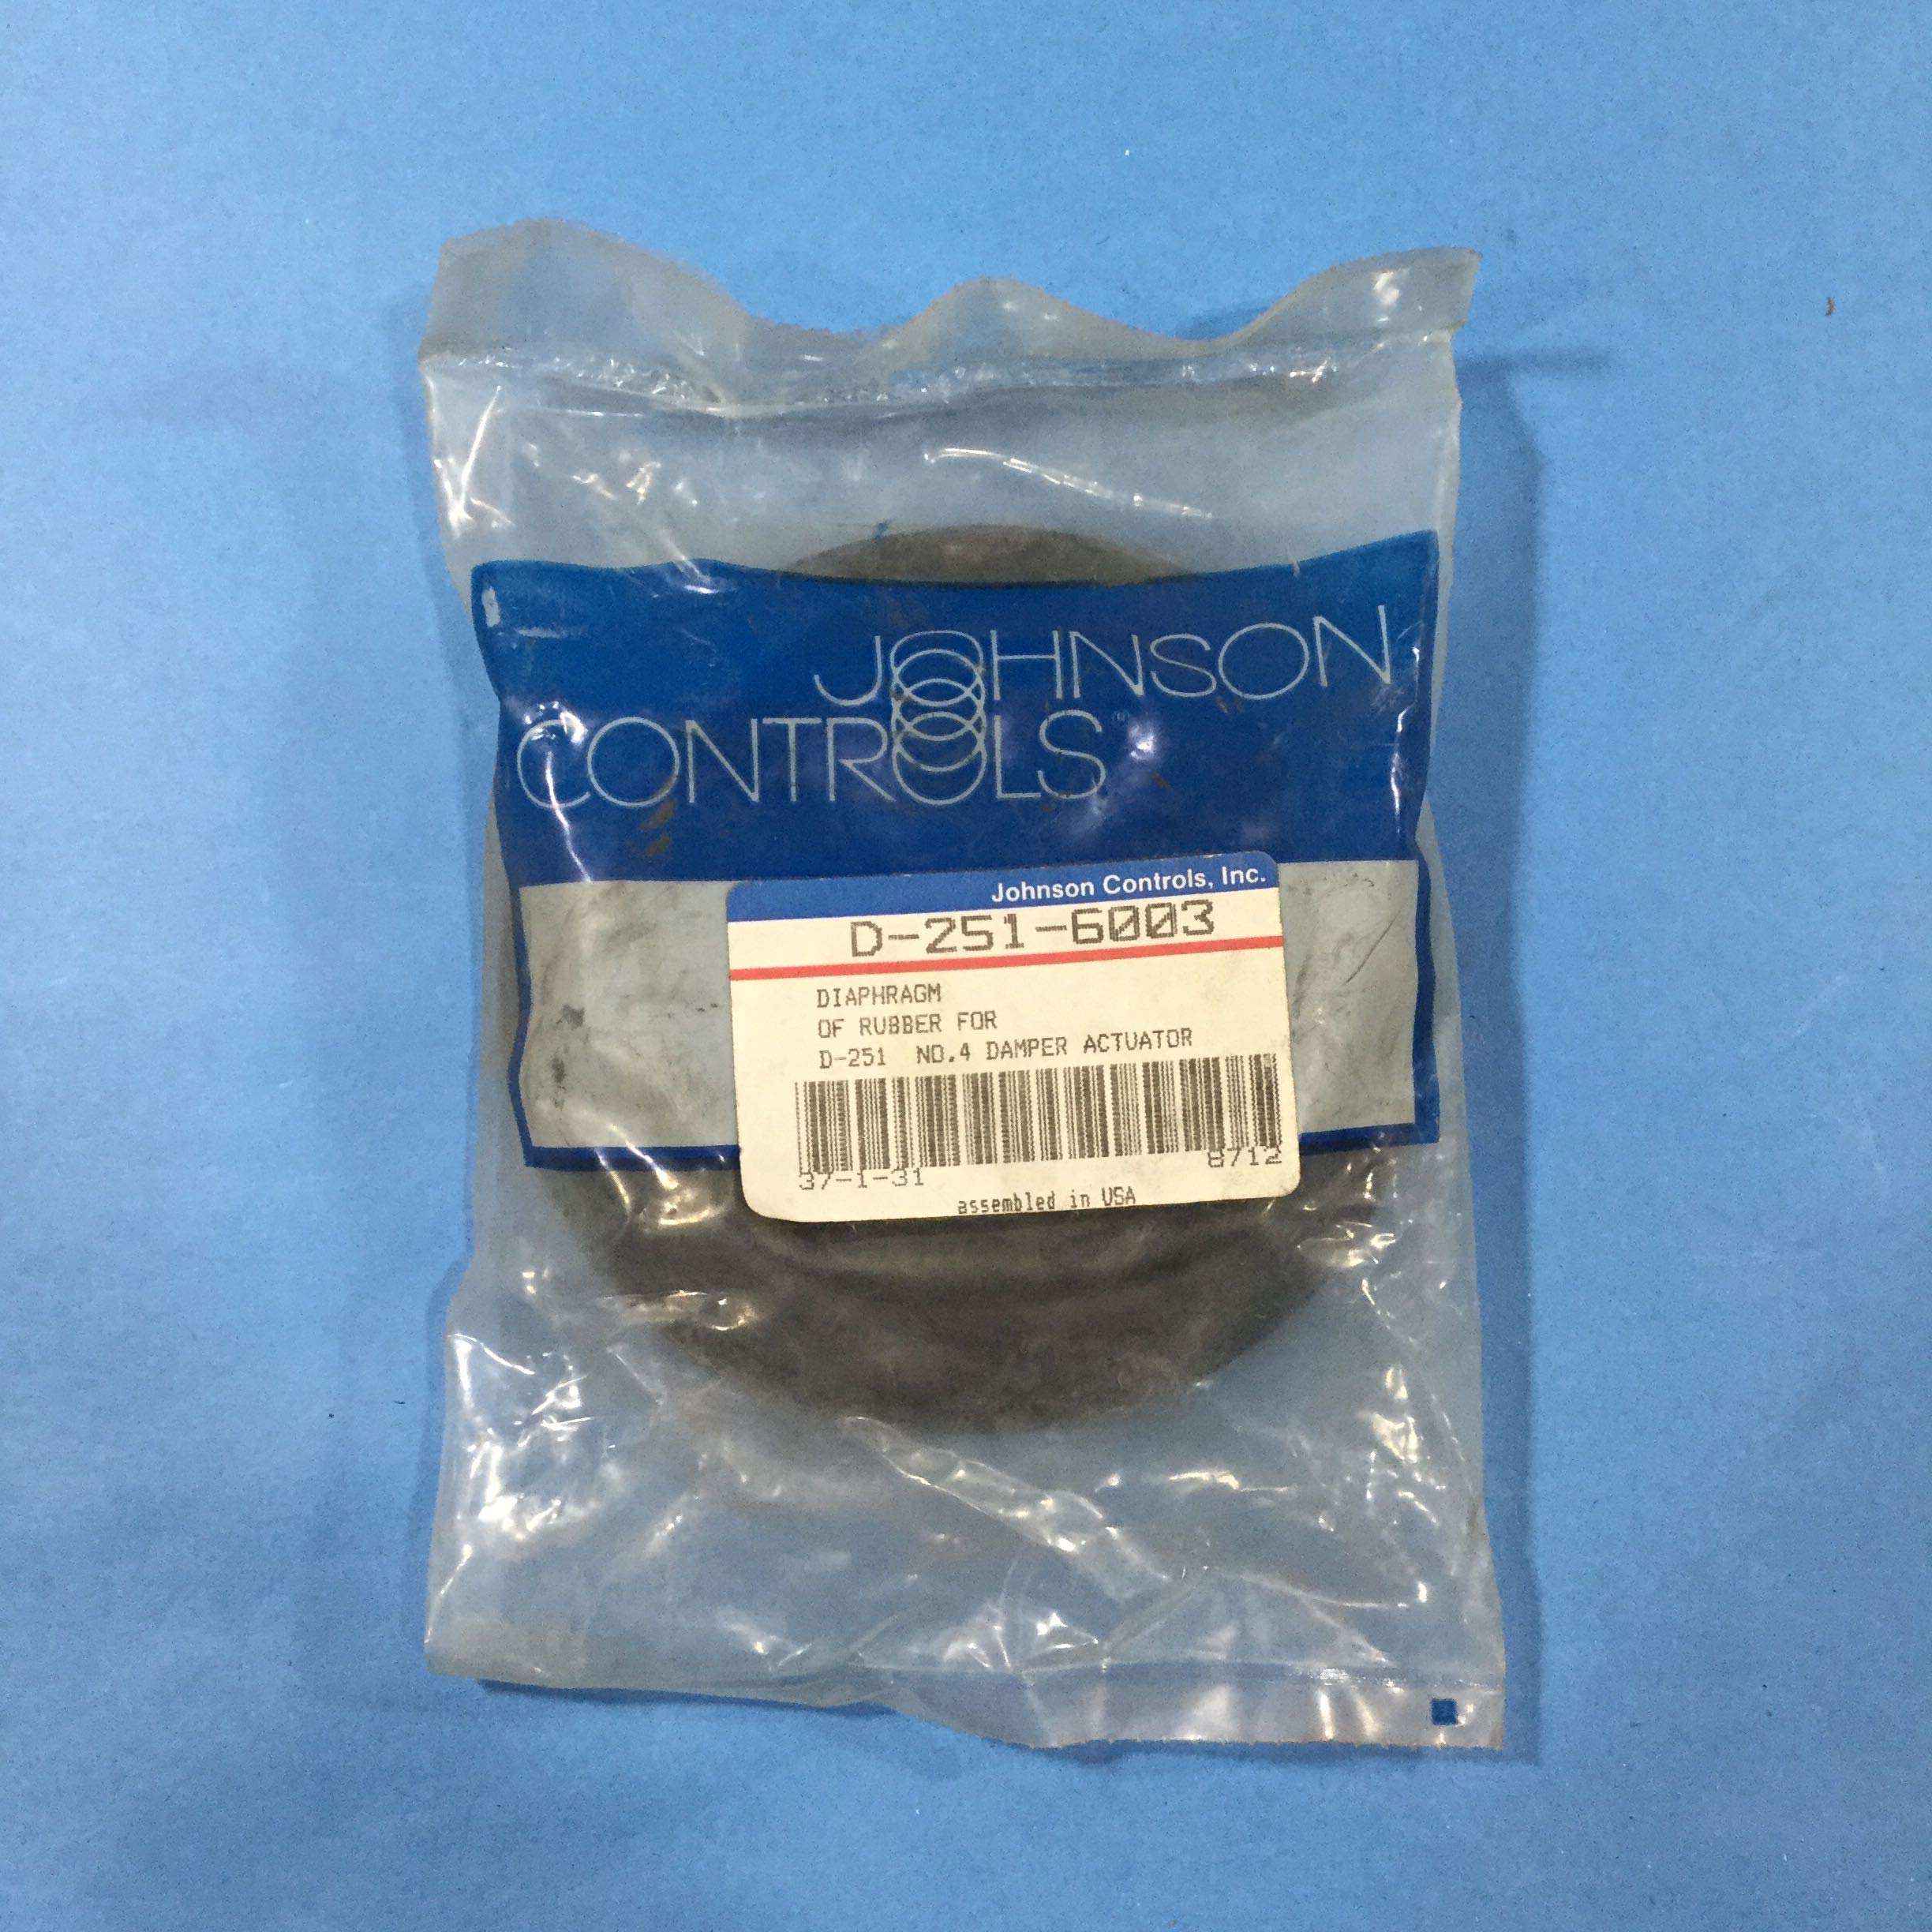 JOHNSON
CONTROLS®
Johnson Controls, Inc.
D-251-6003
DIAPHRAGM
OF RUBBER FOR
D-251 NO.4 DAMPER ACTUATOR
37-1-31 8712
assembled in USA